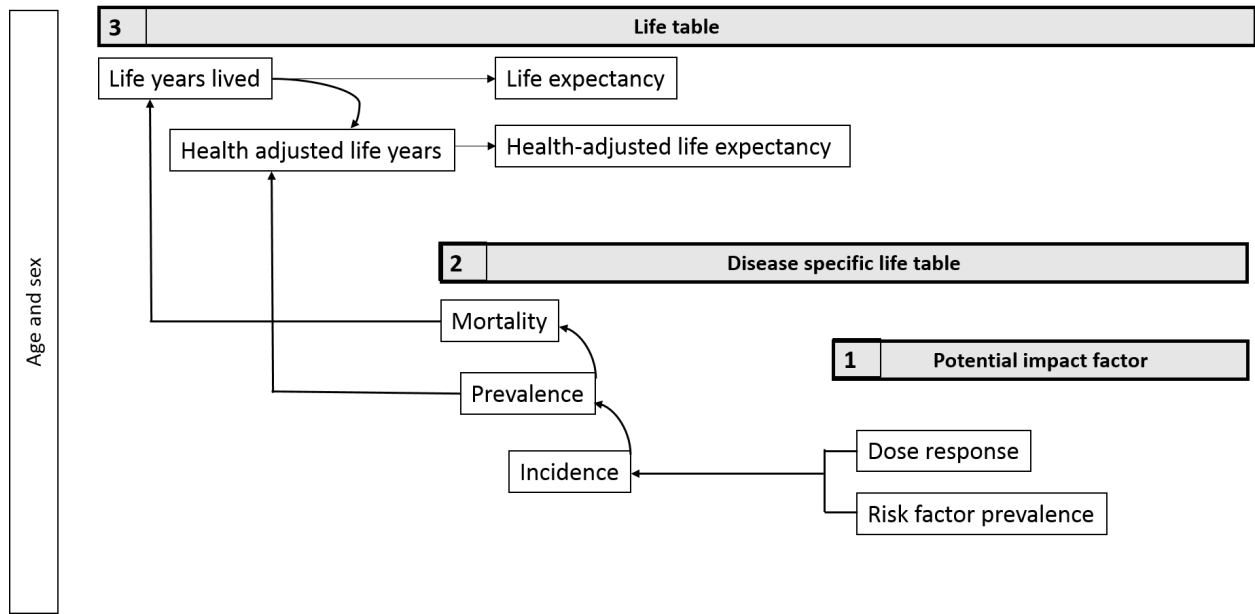 Age and sex
3
Life table
Life years lived
Life expectancy
Health adjusted life years
Health-adjusted life expectancy
2
Disease specific life table
Mortality
1
Potential impact factor
Prevalence
Incidence
Dose response
Risk factor prevalence